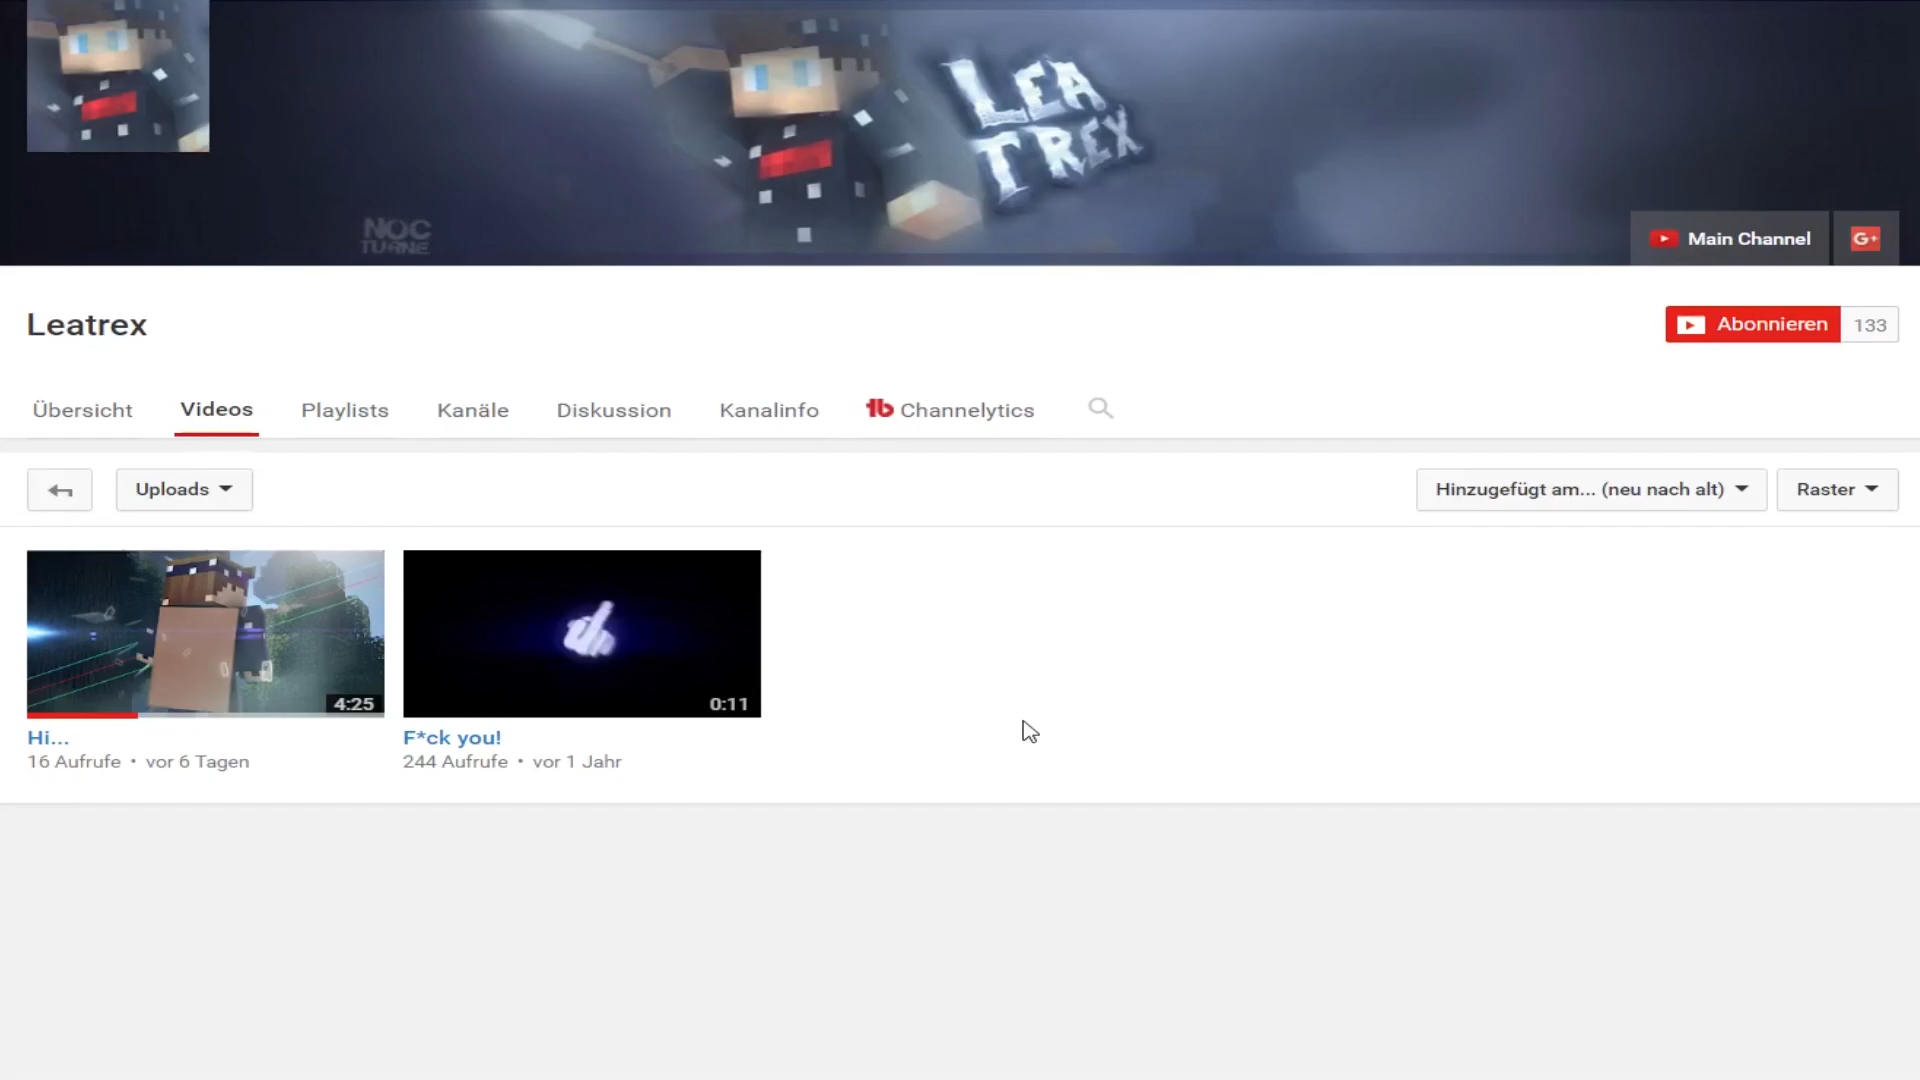 LEA
TREX
NOC
TURNE
Main Channel
G+
Leatrex
Abonnieren 133
Übersicht Videos Playlists Kanäle Diskussion Kanalinfo tb Channelytics
Uploads Hinzugefügt am... (neu nach alt) Raster
4:25 0:11
Hi... F*ck you!
16 Aufrufe • vor 6 Tagen 244 Aufrufe • vor 1 Jahr